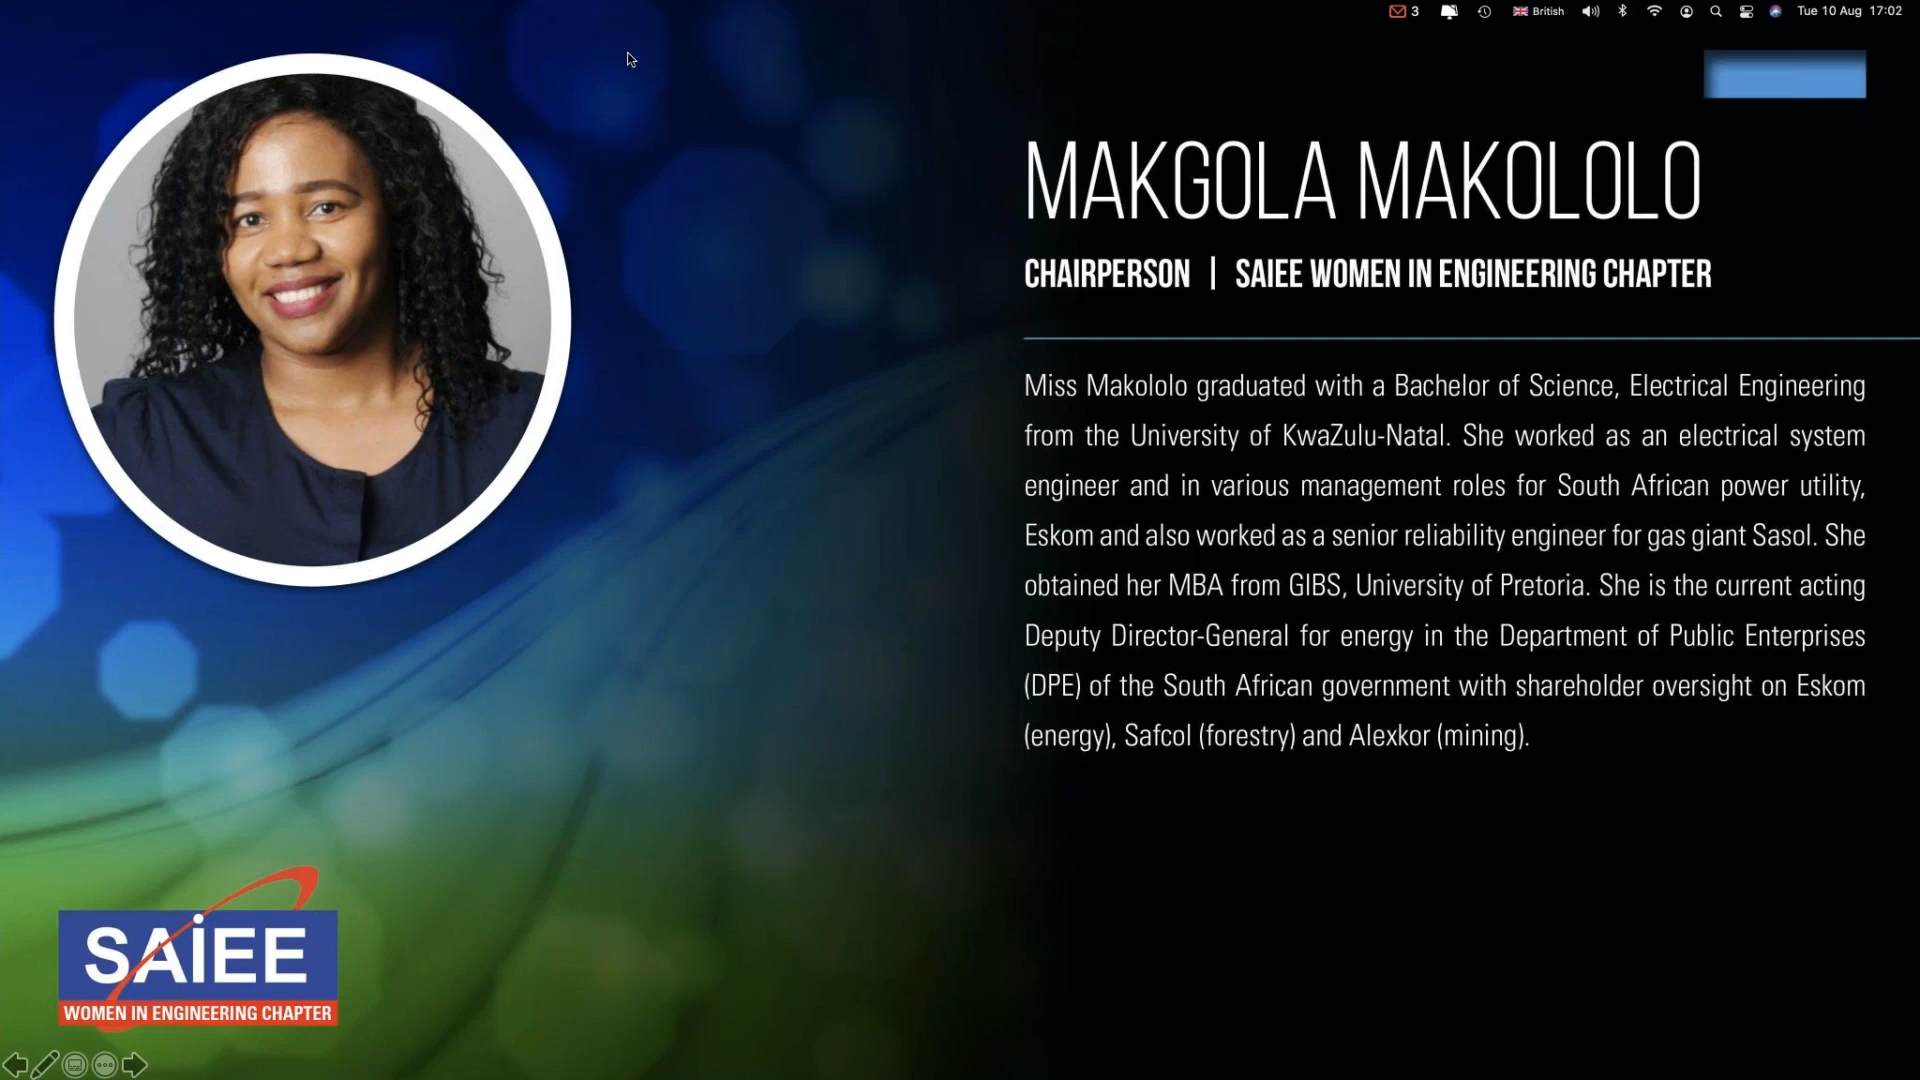 3 British Tue 10 Aug 17:02
MAKGOLA MAKOLOLO
CHAIRPERSON | SAIEE WOMEN IN ENGINEERING CHAPTER
Miss Makololo graduated with a Bachelor of Science, Electrical Engineering
from the University of KwaZulu-Natal. She worked as an electrical system
engineer and in various management roles for South African power utility,
Eskom and also worked as a senior reliability engineer for gas giant Sasol. She
obtained her MBA from GIBS, University of Pretoria. She is the current acting
Deputy Director-General for energy in the Department of Public Enterprises
(DPE) of the South African government with shareholder oversight on Eskom
(energy), Safcol (forestry) and Alexkor (mining).
SAiEE
WOMEN IN ENGINEERING CHAPTER